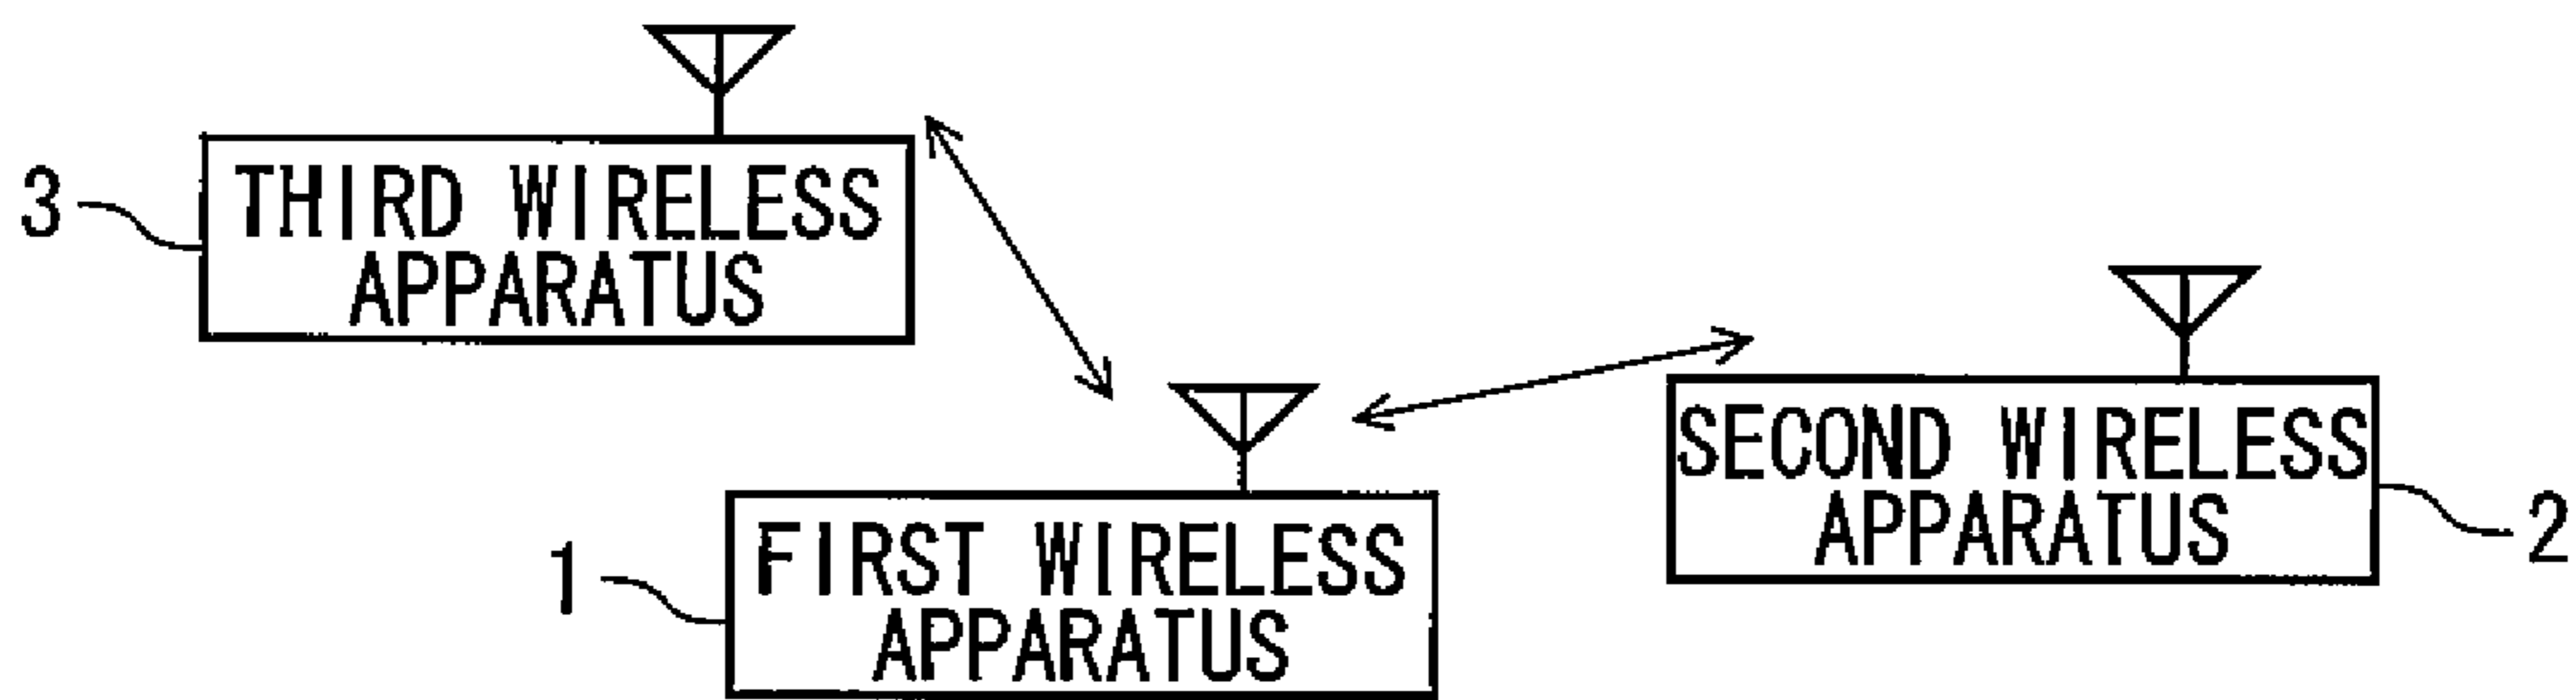 3
THIRD WIRELESS
APPARATUS
SECOND WIRELESS
APPARATUS
2
1
FIRST WIRELESS
APPARATUS